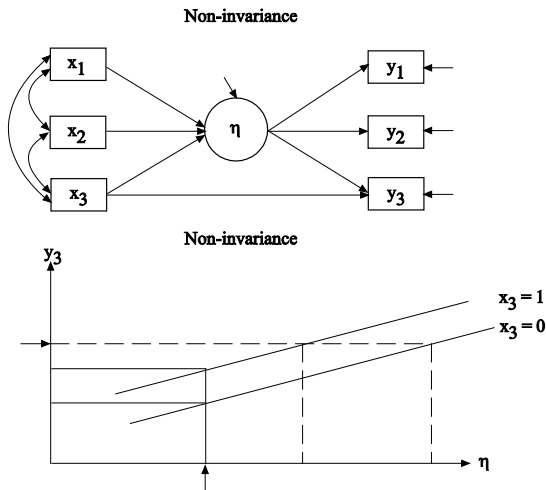 Non-invariance
x1
y1
x2
η
y2
x3
y3
Non-invariance
y3
x3 = 1
x3 = 0
η